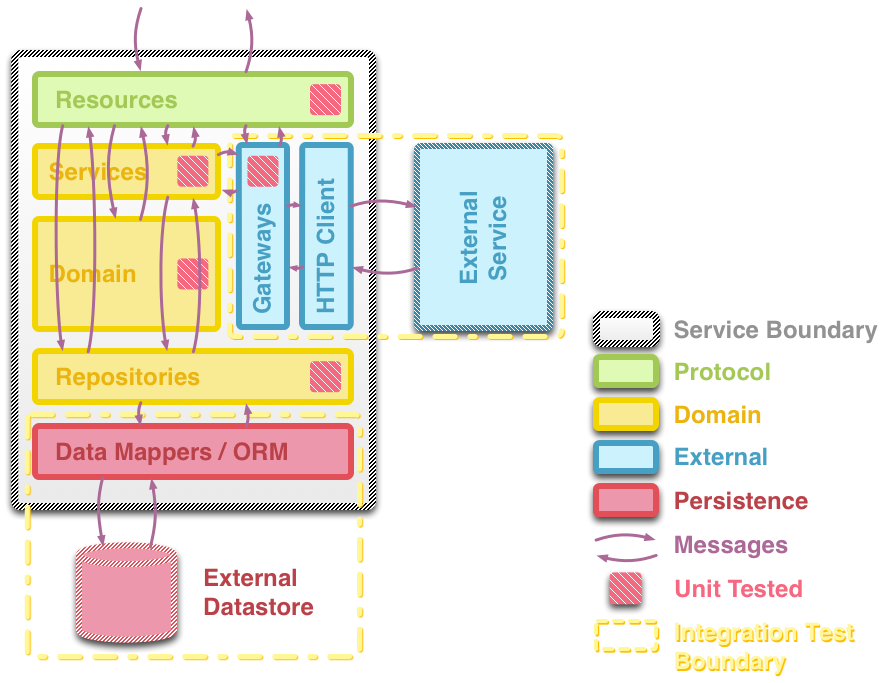 Resources
Services
Domain
Gateways
HTTP Client
External
Service
Repositories
Data Mappers / ORM
External
Datastore
Service Boundary
Protocol
Domain
External
Persistence
Messages
Unit Tested
Integration Test
Boundary